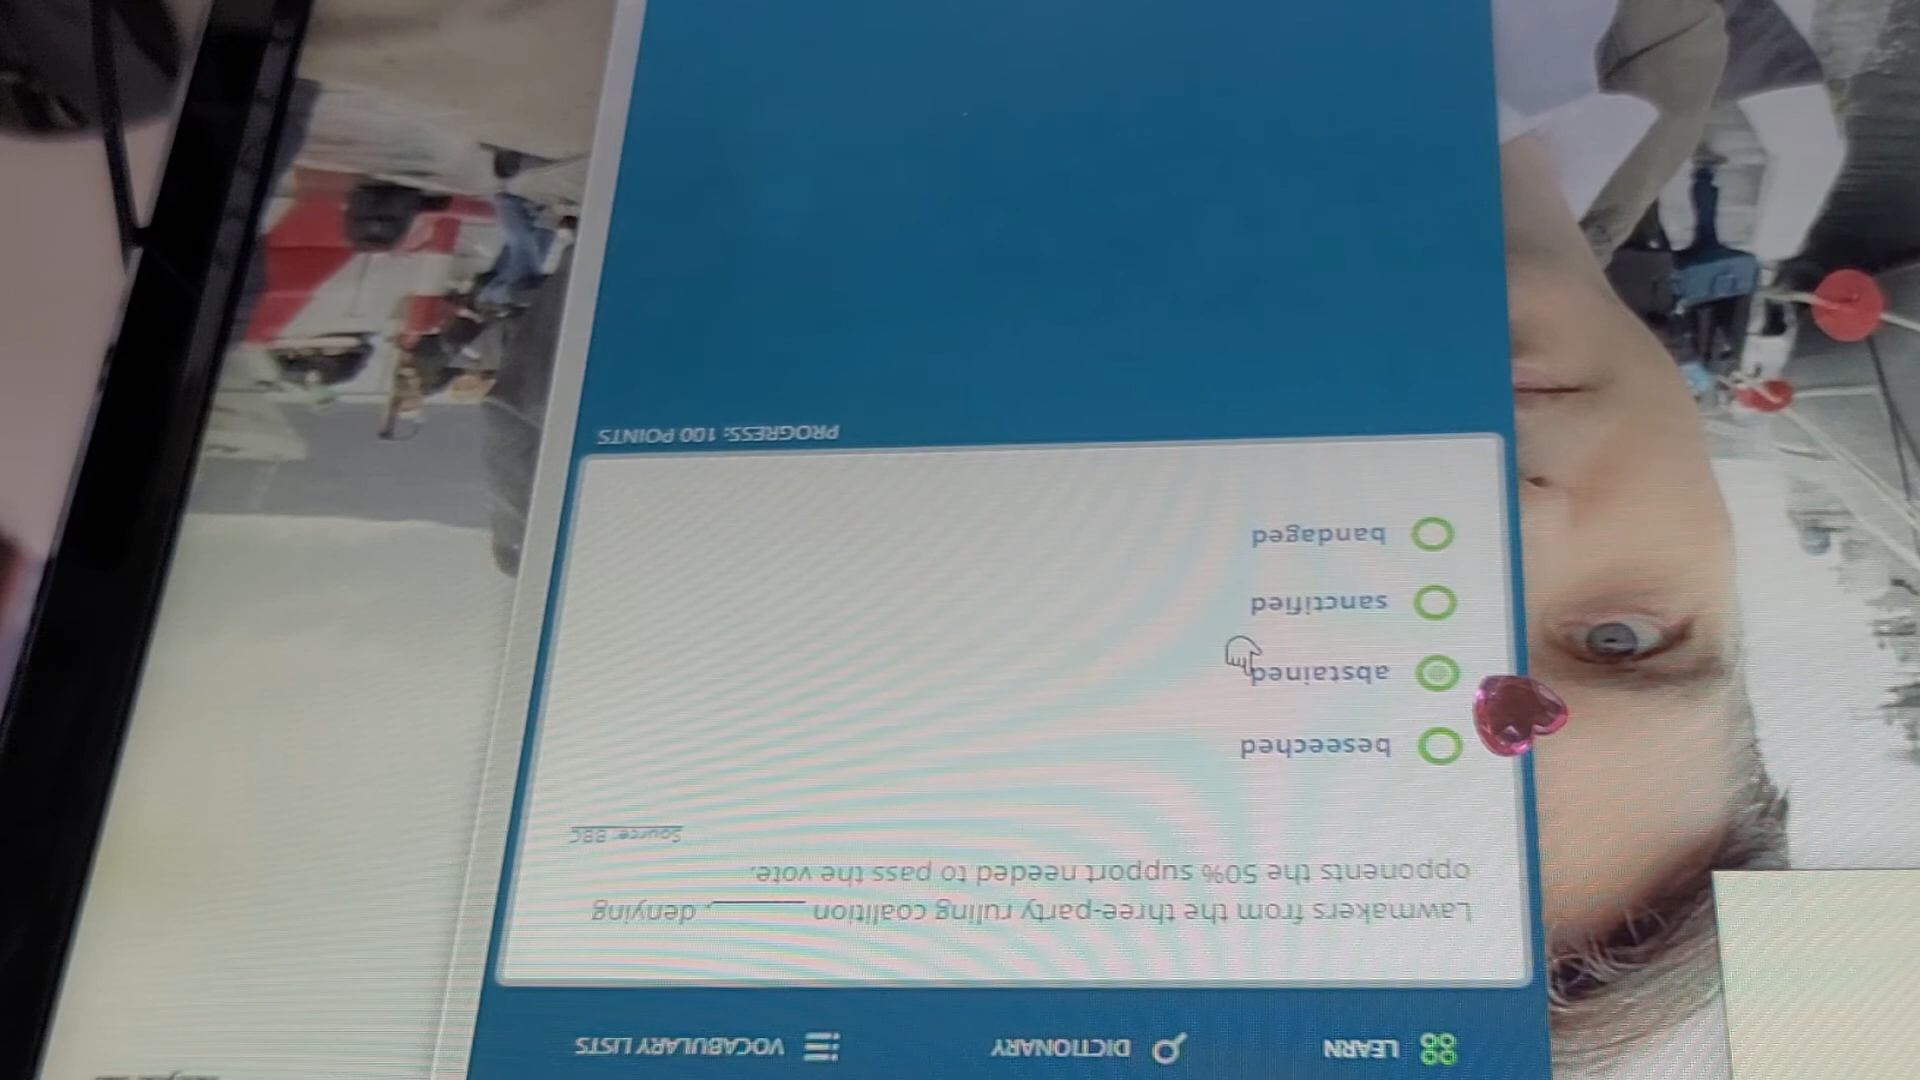 LEARN
DICTIONARY
VOCABULARY LISTS
Lawmakers from the three-party ruling coalition ________, denying
opponents the 50% support needed to pass the vote.
Source: BBC
beseeched
abstained
sanctified
bandaged
PROGRESS: 100 POINTS